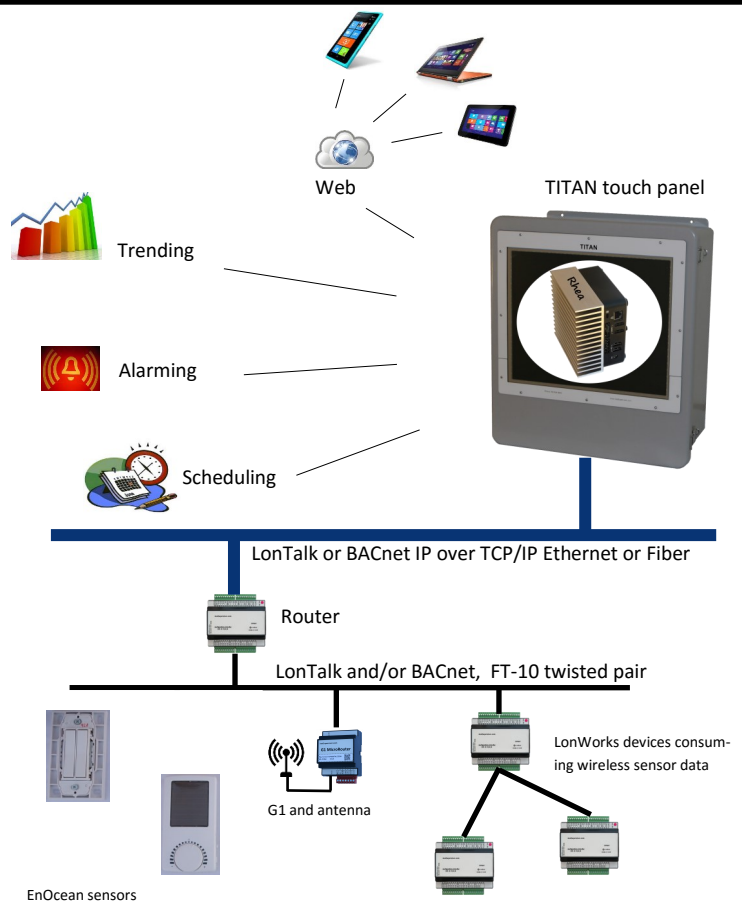 Web
TITAN touch panel
TITAN
Rhea
Trending
Alarming
Scheduling
LonTalk or BACnet IP over TCP/IP Ethernet or Fiber
Router
LonTalk and/or BACnet, FT-10 twisted pair
G1 and antenna
LonWorks devices consum-
ing wireless sensor data
EnOcean sensors